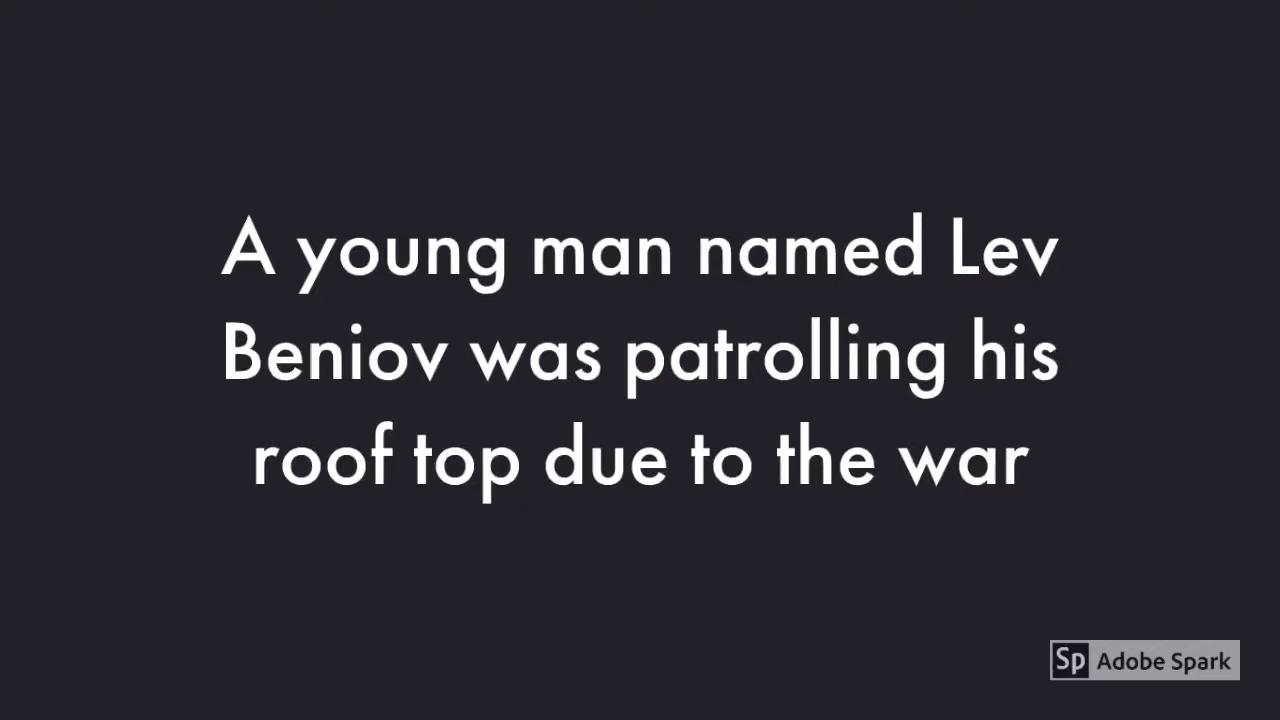 A young man named Lev
Beniov was patrolling his
roof top due to the war
Sp Adobe Spark